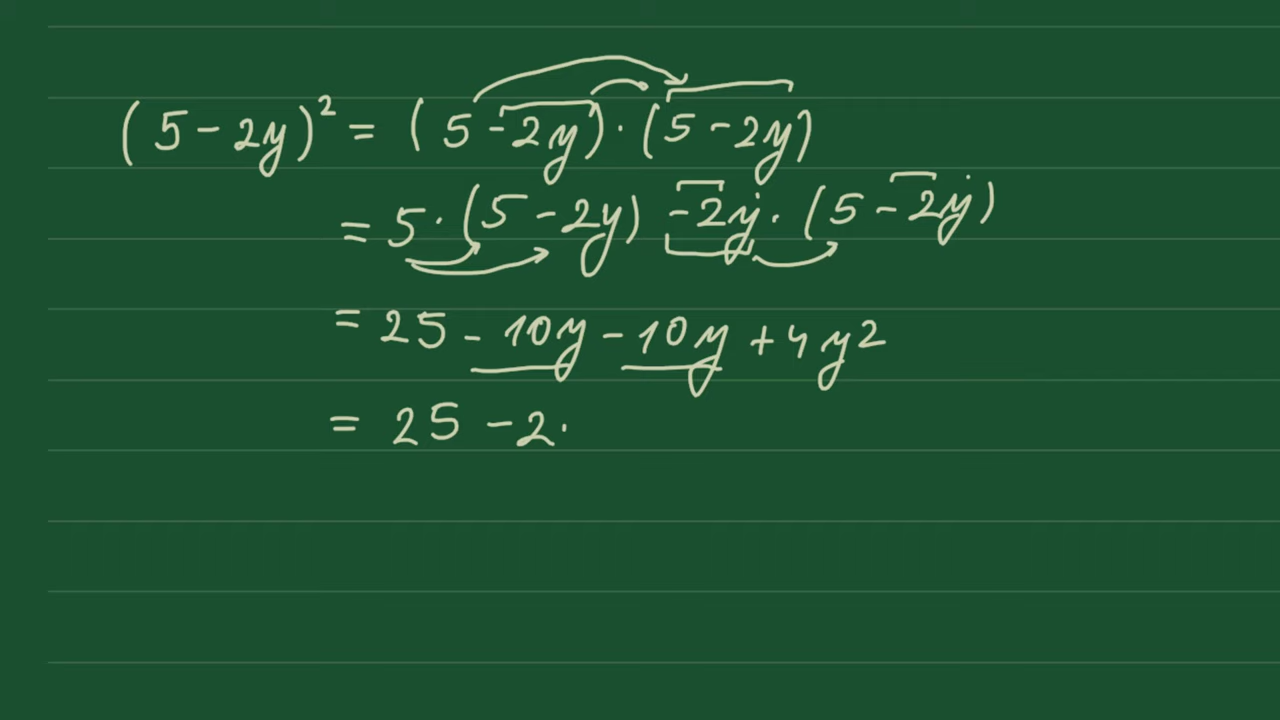 (5-2y)² = (5-2y)·(5-2y)
= 5·(5-2y) -2y·(5-2y)
= 25 - 10y - 10y + 4y2
= 25 - 2·